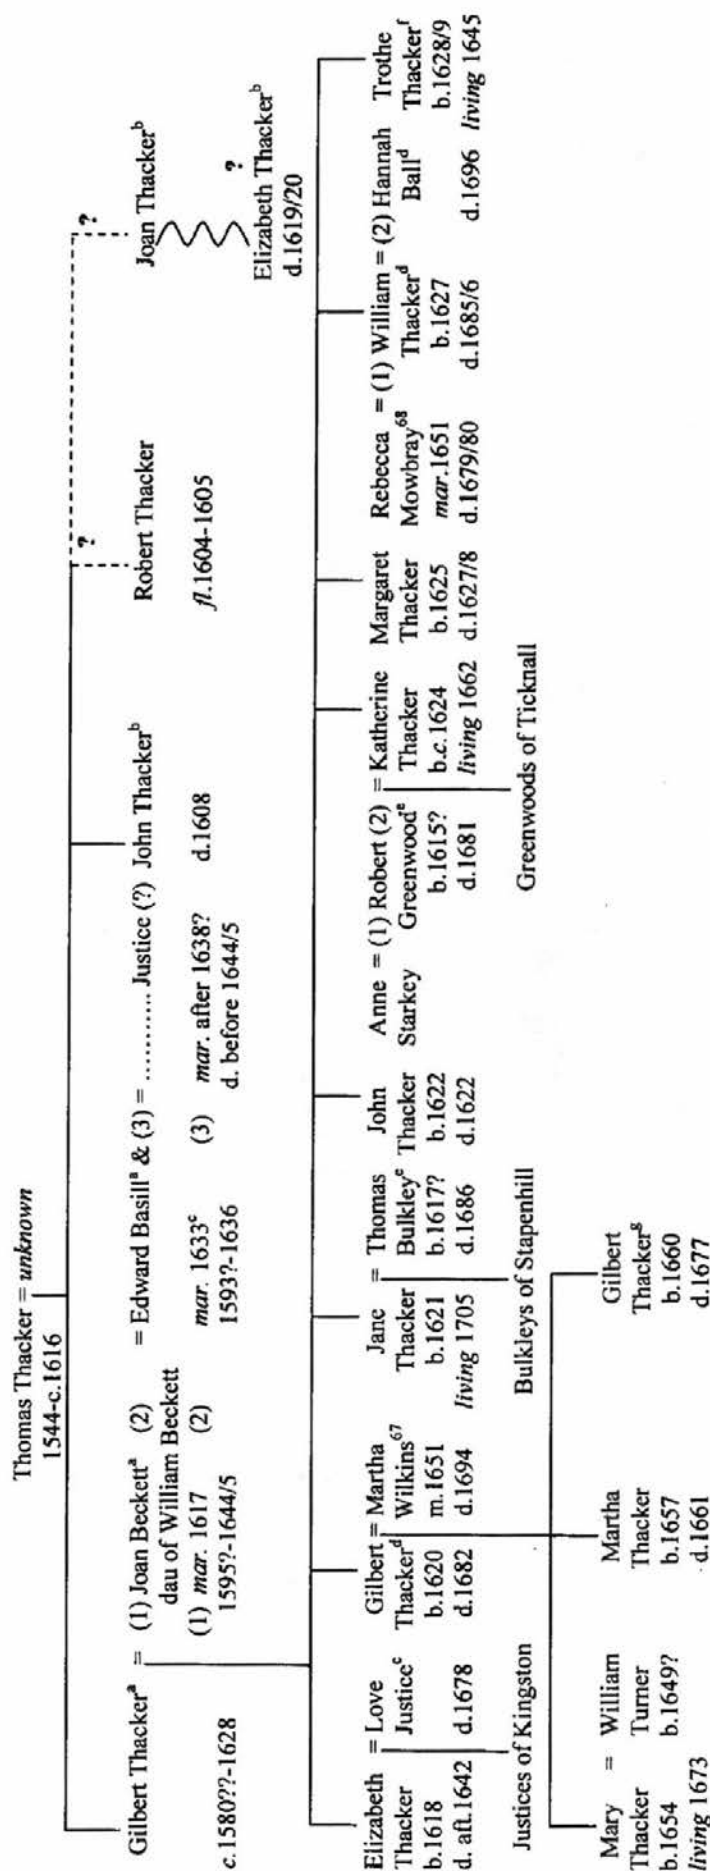 Thomas Thacker = unknown
1544-c.1616
Gilbert Thacker^a = (1) Joan Beckett^a (2) = Edward Basill^a & (3) = ........... Justice (?)
dau of William Beckett
(1) mar. 1617 (2) mar. 1633^c (3) mar. after 1638?
c.1580??-1628 1595?-1644/5 1593?-1636 d. before 1644/5
John Thacker^b
d.1608
?
Robert Thacker
fl.1604-1605
?
Joan Thacker^b
?
Elizabeth Thacker^b
d.1619/20
Elizabeth = Love
Thacker Justice^c
b.1618
d. aft.1642 d.1678
Justices of Kingston
Gilbert = Martha
Thacker^d Wilkins^67
b.1620 m.1651
d.1682 d.1694
Jane = Thomas
Thacker Bulkley^e
b.1621 b.1617?
living 1705 d.1686
Bulkleys of Stapenhill
John
Thacker
b.1622
d.1622
Anne = (1) Robert (2) = Katherine
Starkey Greenwood^e Thacker
b.1615? b.c.1624
d.1681 living 1662
Greenwoods of Ticknall
Margaret
Thacker
b.1625
d.1627/8
Rebecca = (1) William = (2) Hannah
Mowbray^68 Thacker^d Ball^d
mar.1651 b.1627
d.1679/80 d.1685/6 d.1696
Trothe
Thacker^f
b.1628/9
living 1645
Mary = William
Thacker Turner
b.1654 b.1649?
living 1673
Martha
Thacker
b.1657
d.1661
Gilbert
Thacker^g
b.1660
d.1677